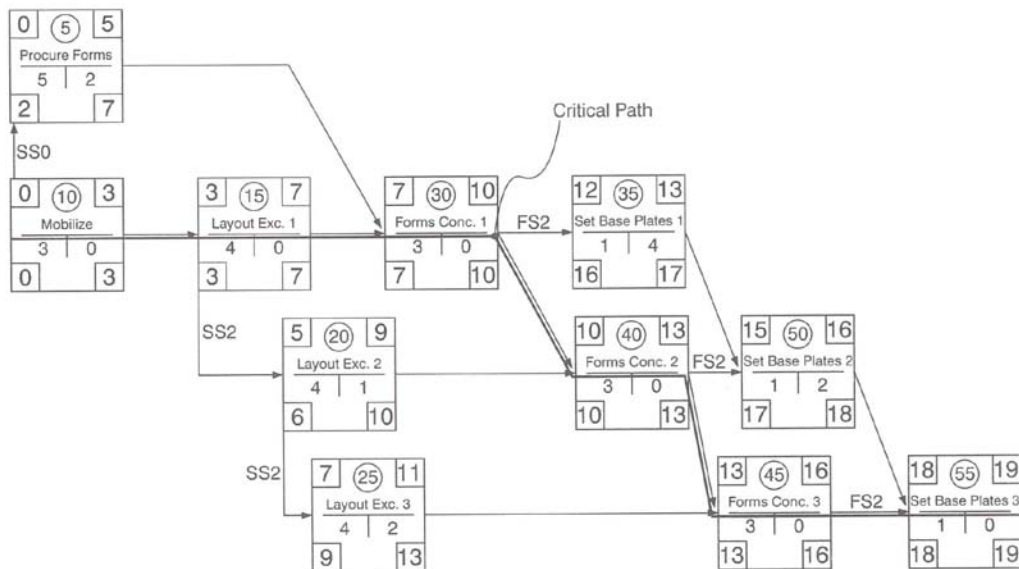 0 5 5
Procure Forms
5 2
2 7
SS0
Critical Path
0 10 3
Mobilize
3 0
0 3
3 15 7
Layout Exc. 1
4 0
3 7
7 30 10
Forms Conc. 1
3 0
7 10
FS2
12 35 13
Set Base Plates 1
1 4
16 17
SS2
5 20 9
Layout Exc. 2
4 1
6 10
10 40 13
Forms Conc. 2
3 0
10 13
FS2
15 50 16
Set Base Plates 2
1 2
17 18
SS2
7 25 11
Layout Exc. 3
4 2
9 13
13 45 16
Forms Conc. 3
3 0
13 16
FS2
18 55 19
Set Base Plates 3
1 0
18 19